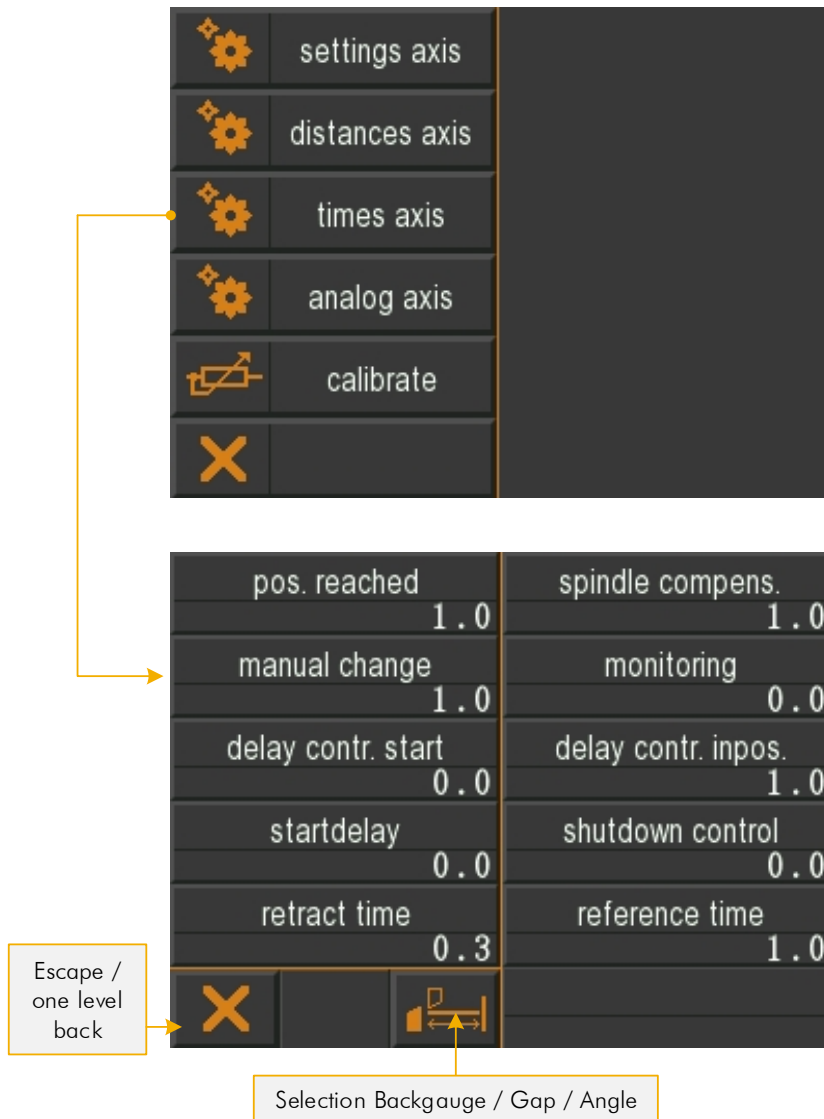 settings axis
distances axis
times axis
analog axis
calibrate
pos. reached
1.0
spindle compens.
1.0
manual change
1.0
monitoring
0.0
delay contr. start
0.0
delay contr. inpos.
1.0
startdelay
0.0
shutdown control
0.0
retract time
0.3
reference time
1.0
Escape /
one level
back
Selection Backgauge / Gap / Angle